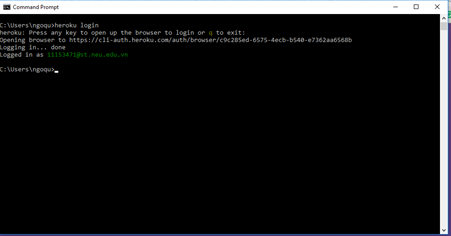 Command Prompt
C:\Users\ngoqu>heroku login
heroku: Press any key to open up the browser to login or q to exit:
Opening browser to https://cli-auth.heroku.com/auth/browser/c9c285ed-6575-4ecb-b540-e7362aa6568b
Logging in... done
Logged in as 11153471@st.neu.edu.vn
C:\Users\ngoqu>